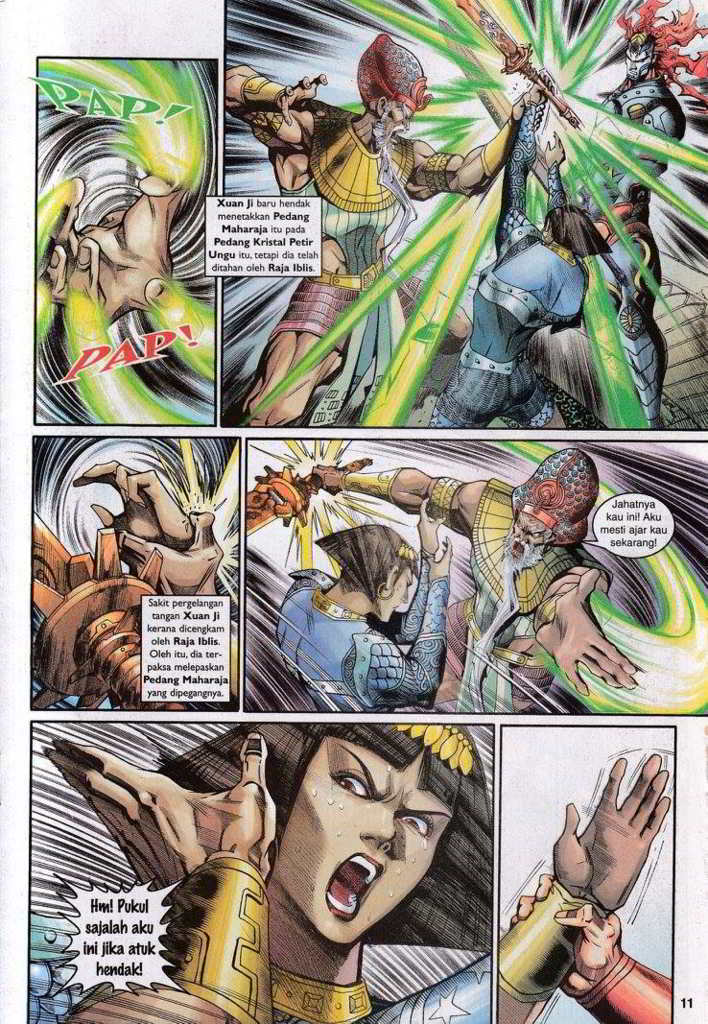 PAP!
PAP!
Xuan Ji baru hendak
menetakkan Pedang
Maharaja itu pada
Pedang Kristal Petir
Ungu itu, tetapi dia telah
ditahan oleh Raja Iblis.
Sakit pergelangan
tangan Xuan Ji
kerana dicengkam
oleh Raja Iblis.
Oleh itu, dia ter-
paksa melepaskan
Pedang Maharaja
yang dipegangnya.
Jahatnya
kau ini! Aku
mesti ajar kau
sekarang!
Hm! Pukul
sajalah aku
ini jika atuk
hendak!
11